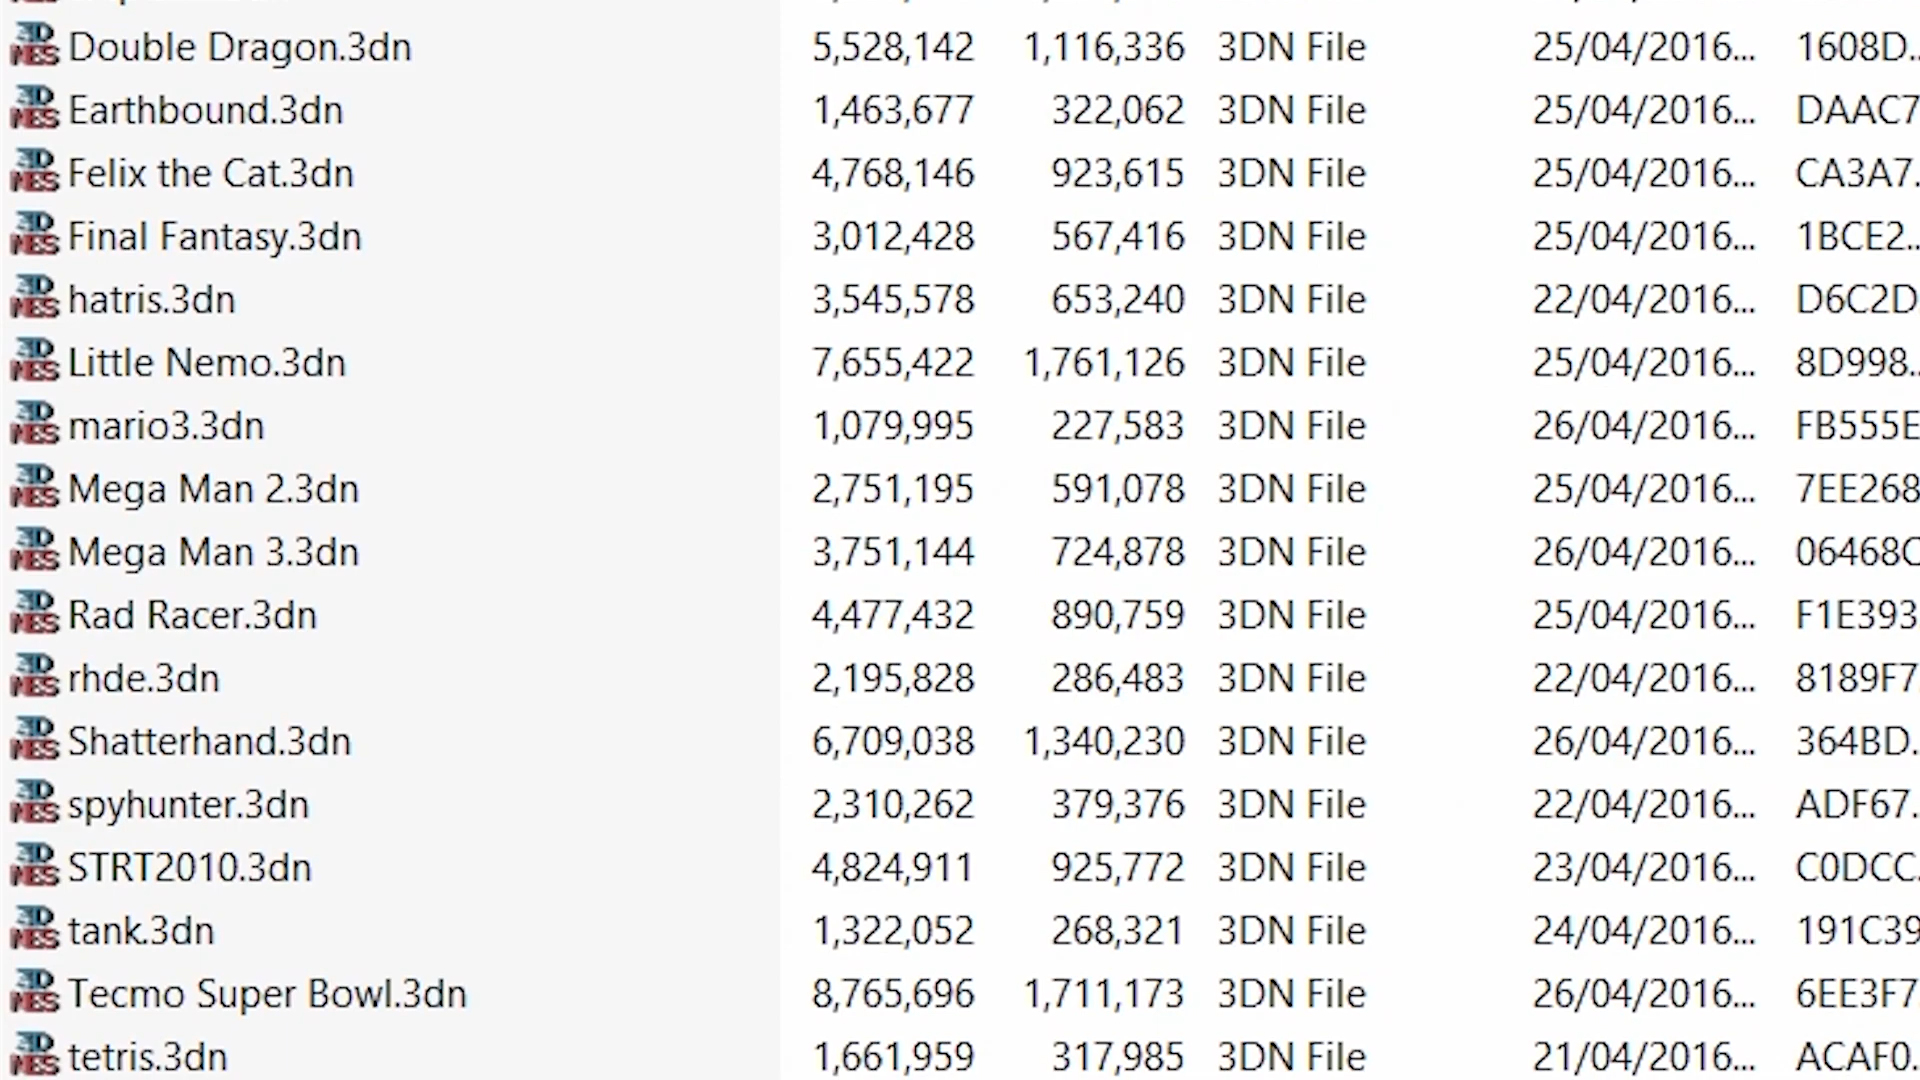 Double Dragon.3dn 5,528,142 1,116,336 3DN File 25/04/2016... 1608D..
Earthbound.3dn 1,463,677 322,062 3DN File 25/04/2016... DAAC7
Felix the Cat.3dn 4,768,146 923,615 3DN File 25/04/2016... CA3A7.
Final Fantasy.3dn 3,012,428 567,416 3DN File 25/04/2016... 1BCE2..
hatris.3dn 3,545,578 653,240 3DN File 22/04/2016... D6C2D
Little Nemo.3dn 7,655,422 1,761,126 3DN File 25/04/2016... 8D998..
mario3.3dn 1,079,995 227,583 3DN File 26/04/2016... FB555E
Mega Man 2.3dn 2,751,195 591,078 3DN File 25/04/2016... 7EE268
Mega Man 3.3dn 3,751,144 724,878 3DN File 26/04/2016... 06468C
Rad Racer.3dn 4,477,432 890,759 3DN File 25/04/2016... F1E393
rhde.3dn 2,195,828 286,483 3DN File 22/04/2016... 8189F7
Shatterhand.3dn 6,709,038 1,340,230 3DN File 26/04/2016... 364BD.
spyhunter.3dn 2,310,262 379,376 3DN File 22/04/2016... ADF67.
STRT2010.3dn 4,824,911 925,772 3DN File 23/04/2016... C0DCC.
tank.3dn 1,322,052 268,321 3DN File 24/04/2016... 191C39
Tecmo Super Bowl.3dn 8,765,696 1,711,173 3DN File 26/04/2016... 6EE3F7
tetris.3dn 1,661,959 317,985 3DN File 21/04/2016... ACAF0.